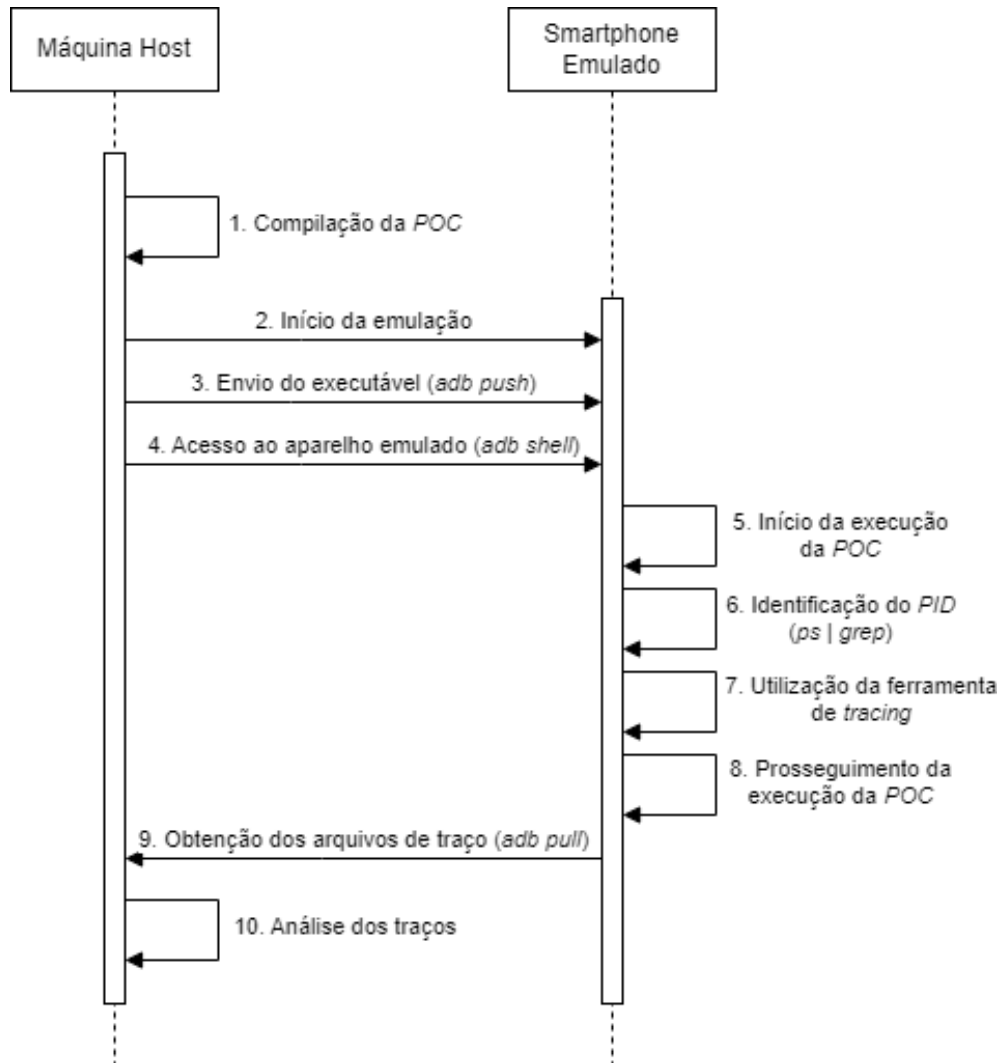 Máquina Host
Smartphone
Emulado
1. Compilação da POC
2. Início da emulação
3. Envio do executável (adb push)
4. Acesso ao aparelho emulado (adb shell)
5. Início da execução
da POC
6. Identificação do PID
(ps | grep)
7. Utilização da ferramenta
de tracing
8. Prosseguimento da
execução da POC
9. Obtenção dos arquivos de traço (adb pull)
10. Análise dos traços